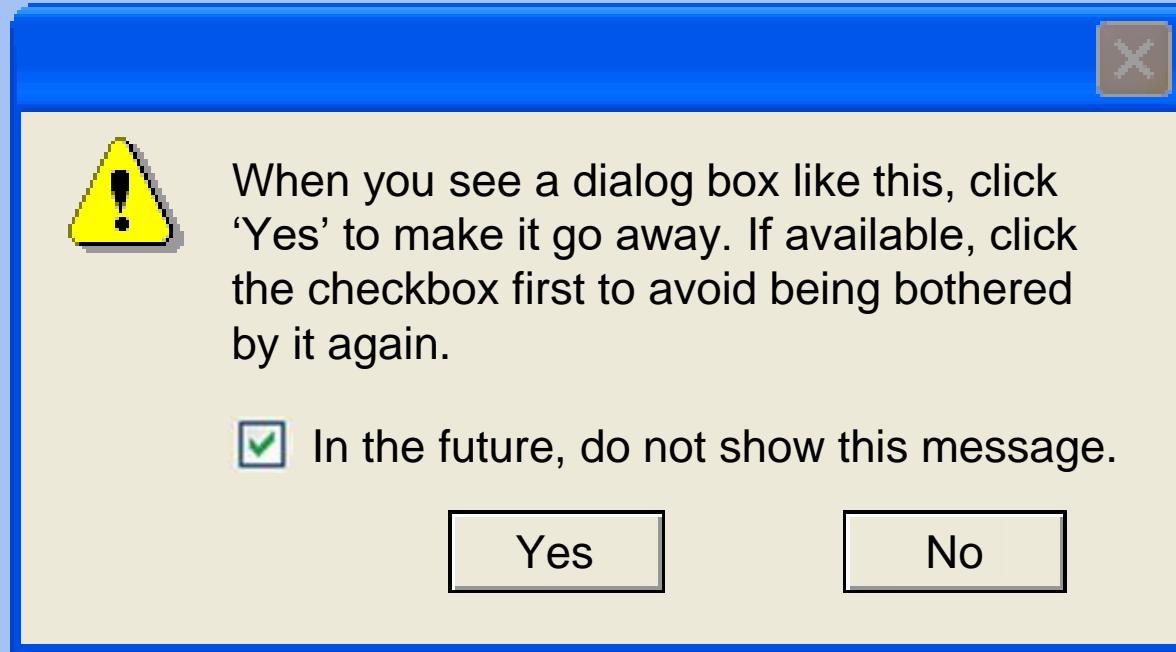 When you see a dialog box like this, click
‘Yes’ to make it go away. If available, click
the checkbox first to avoid being bothered
by it again.
In the future, do not show this message.
Yes No